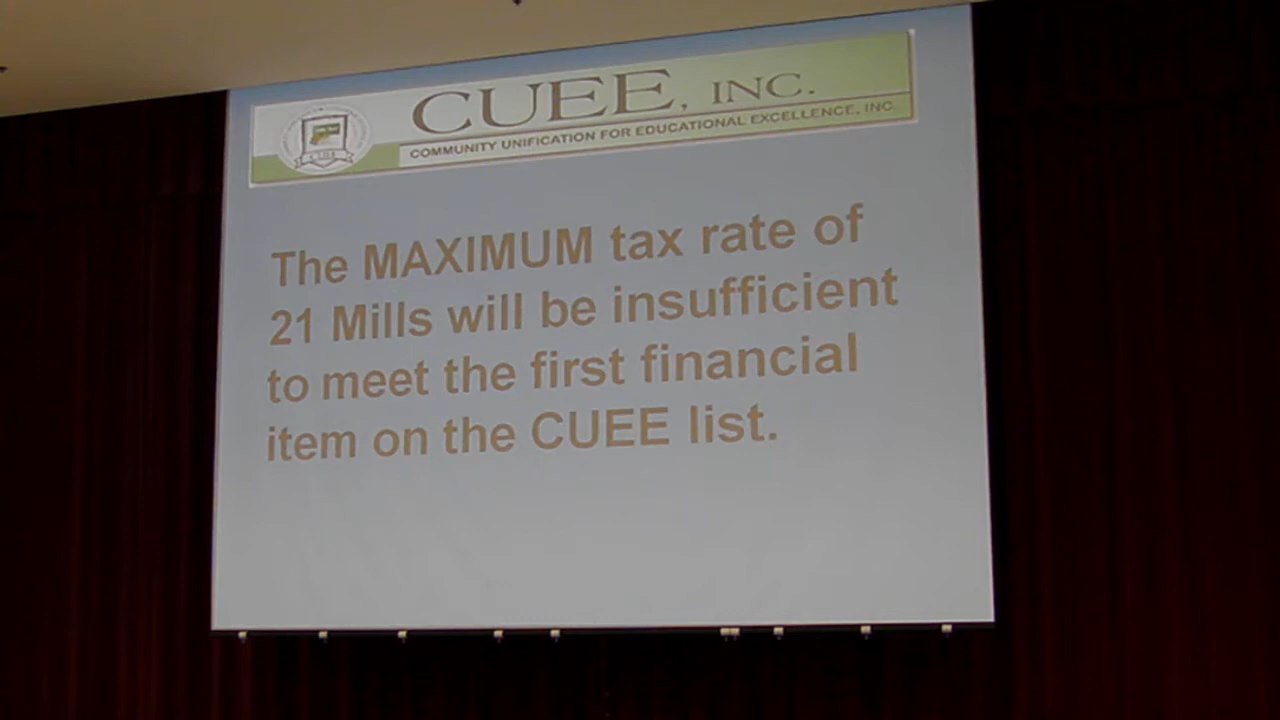 CUEE, INC.
COMMUNITY UNIFICATION FOR EDUCATIONAL EXCELLENCE, INC.
CUEE
The MAXIMUM tax rate of
21 Mills will be insufficient
to meet the first financial
item on the CUEE list.